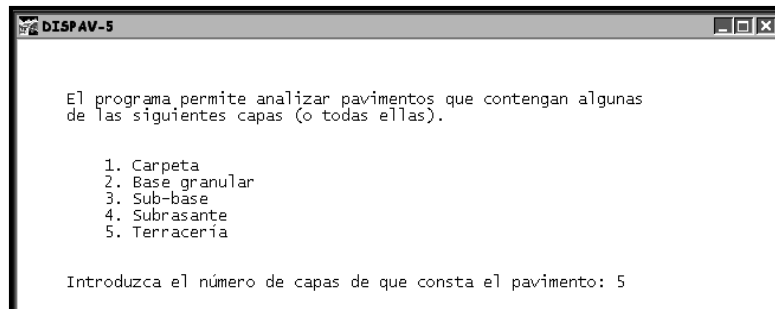 DISPAV-5
El programa permite analizar pavimentos que contengan algunas
de las siguientes capas (o todas ellas).
1. Carpeta
2. Base granular
3. Sub-base
4. Subrasante
5. Terracería
Introduzca el número de capas de que consta el pavimento: 5